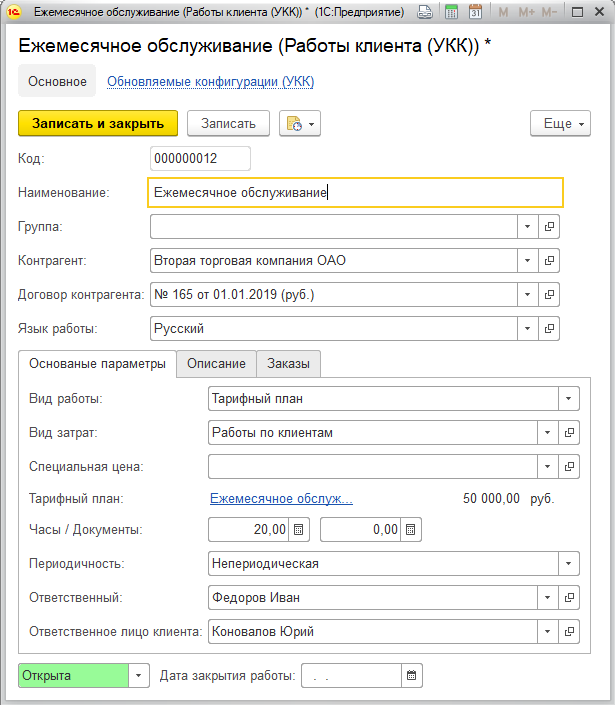 Ежемесячное обслуживание (Работы клиента (УКК)) * (1С:Предприятие) M M+ M-
Ежемесячное обслуживание (Работы клиента (УКК)) *
Основное Обновляемые конфигурации (УКК)
Записать и закрыть Записать Еще
Код: 000000012
Наименование: Ежемесячное обслуживание
Группа:
Контрагент: Вторая торговая компания ОАО
Договор контрагента: № 165 от 01.01.2019 (руб.)
Язык работы: Русский
Основаные параметры Описание Заказы
Вид работы: Тарифный план
Вид затрат: Работы по клиентам
Специальная цена:
Тарифный план: Ежемесячное обслуж... 50 000,00 руб.
Часы / Документы: 20,00 0,00
Периодичность: Непериодическая
Ответственный: Федоров Иван
Ответственное лицо клиента: Коновалов Юрий
Открыта Дата закрытия работы: . .